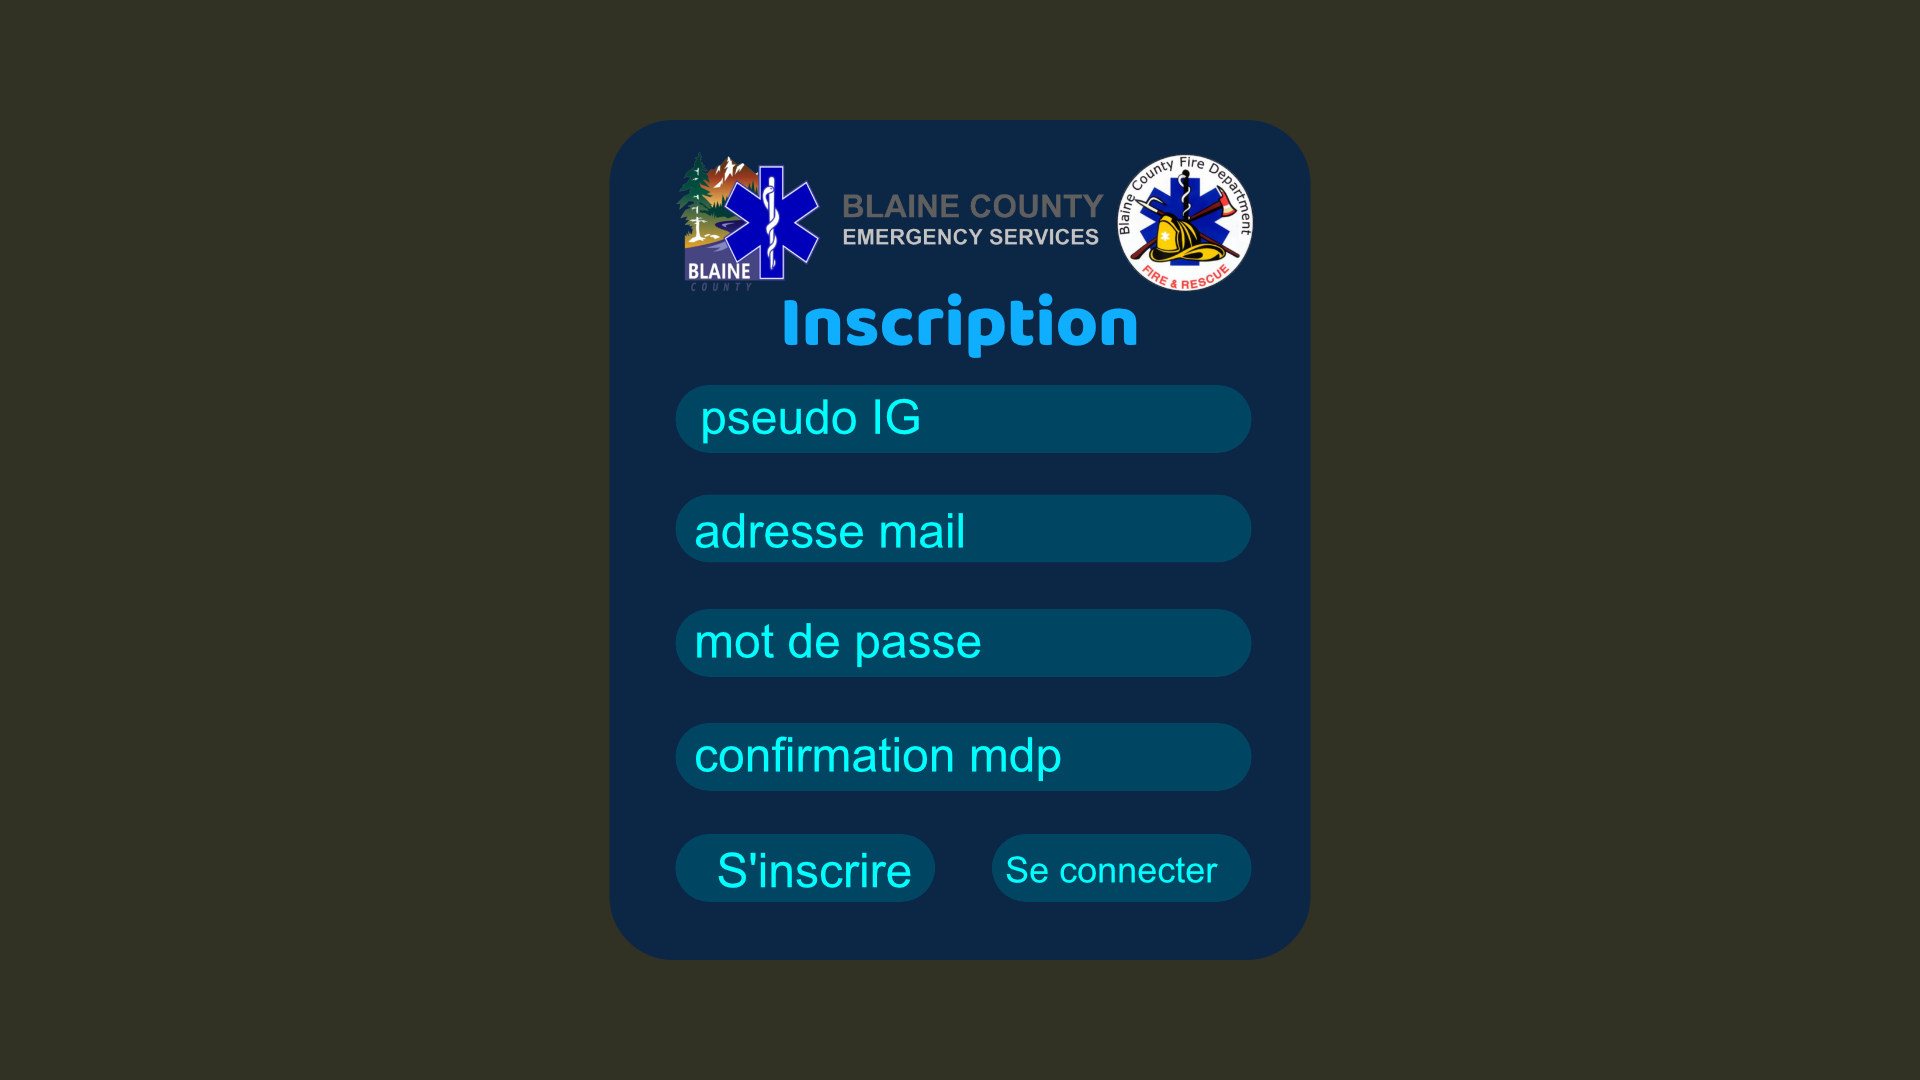 BLAINE
COUNTY
BLAINE COUNTY
EMERGENCY SERVICES
Blaine County Fire Department
FIRE & RESCUE
Inscription
pseudo IG
adresse mail
mot de passe
confirmation mdp
S'inscrire
Se connecter